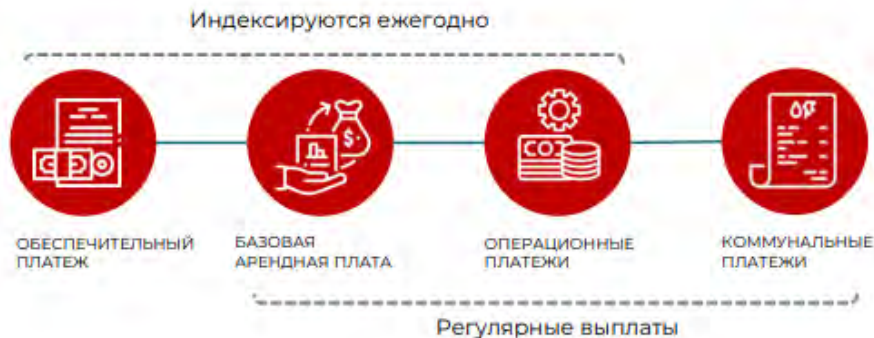 Индексируются ежегодно
ОБЕСПЕЧИТЕЛЬНЫЙ
ПЛАТЕЖ
БАЗОВАЯ
АРЕНДНАЯ ПЛАТА
ОПЕРАЦИОННЫЕ
ПЛАТЕЖИ
КОММУНАЛЬНЫЕ
ПЛАТЕЖИ
Регулярные выплаты